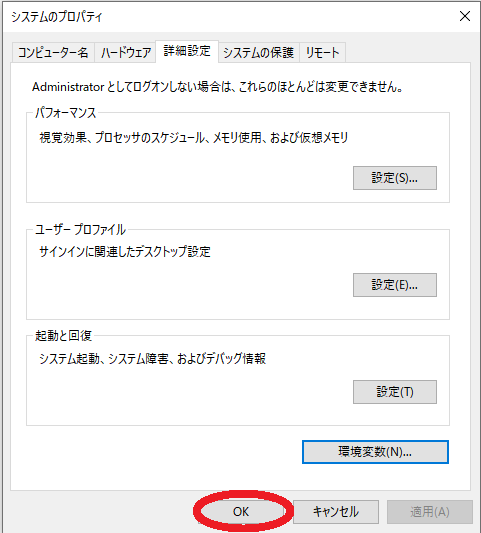 システムのプロパティ
コンピューター名 ハードウェア 詳細設定 システムの保護 リモート
Administrator としてログオンしない場合は、これらのほとんどは変更できません。
パフォーマンス
視覚効果、プロセッサのスケジュール、メモリ使用、および仮想メモリ
設定(S)...
ユーザー プロファイル
サインインに関連したデスクトップ設定
設定(E)...
起動と回復
システム起動、システム障害、およびデバッグ情報
設定(T)
環境変数(N)...
OK キャンセル 適用(A)